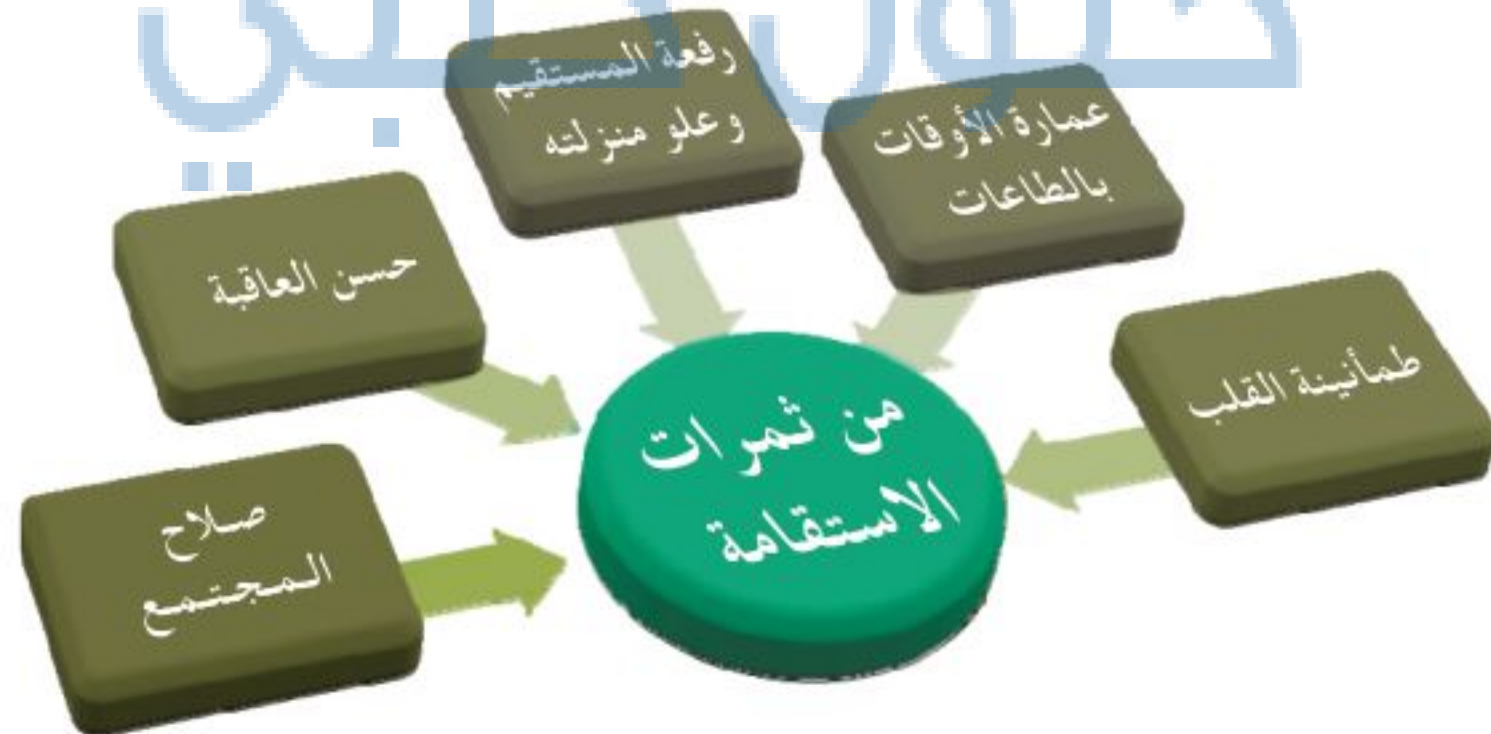 رفعة المستقيم
وعلو منزلته
عمارة الأوقات
بالطاعات
حسن العاقبة
طمأنينة القلب
من ثمرات
الاستقامة
صلاح
المجتمع